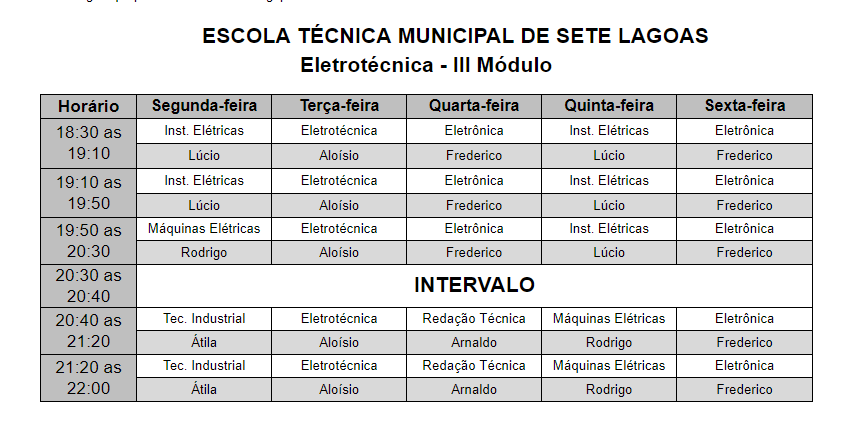 ESCOLA TÉCNICA MUNICIPAL DE SETE LAGOAS
Eletrotécnica - III Módulo
Horário Segunda-feira Terça-feira Quarta-feira Quinta-feira Sexta-feira
18:30 as 19:10 Inst. Elétricas Eletrotécnica Eletrônica Inst. Elétricas Eletrônica
Lúcio Aloísio Frederico Lúcio Frederico
19:10 as 19:50 Inst. Elétricas Eletrotécnica Eletrônica Inst. Elétricas Eletrônica
Lúcio Aloísio Frederico Lúcio Frederico
19:50 as 20:30 Máquinas Elétricas Eletrotécnica Eletrônica Inst. Elétricas Eletrônica
Rodrigo Aloísio Frederico Lúcio Frederico
20:30 as 20:40 INTERVALO
20:40 as 21:20 Tec. Industrial Eletrotécnica Redação Técnica Máquinas Elétricas Eletrônica
Átila Aloísio Arnaldo Rodrigo Frederico
21:20 as 22:00 Tec. Industrial Eletrotécnica Redação Técnica Máquinas Elétricas Eletrônica
Átila Aloísio Arnaldo Rodrigo Frederico